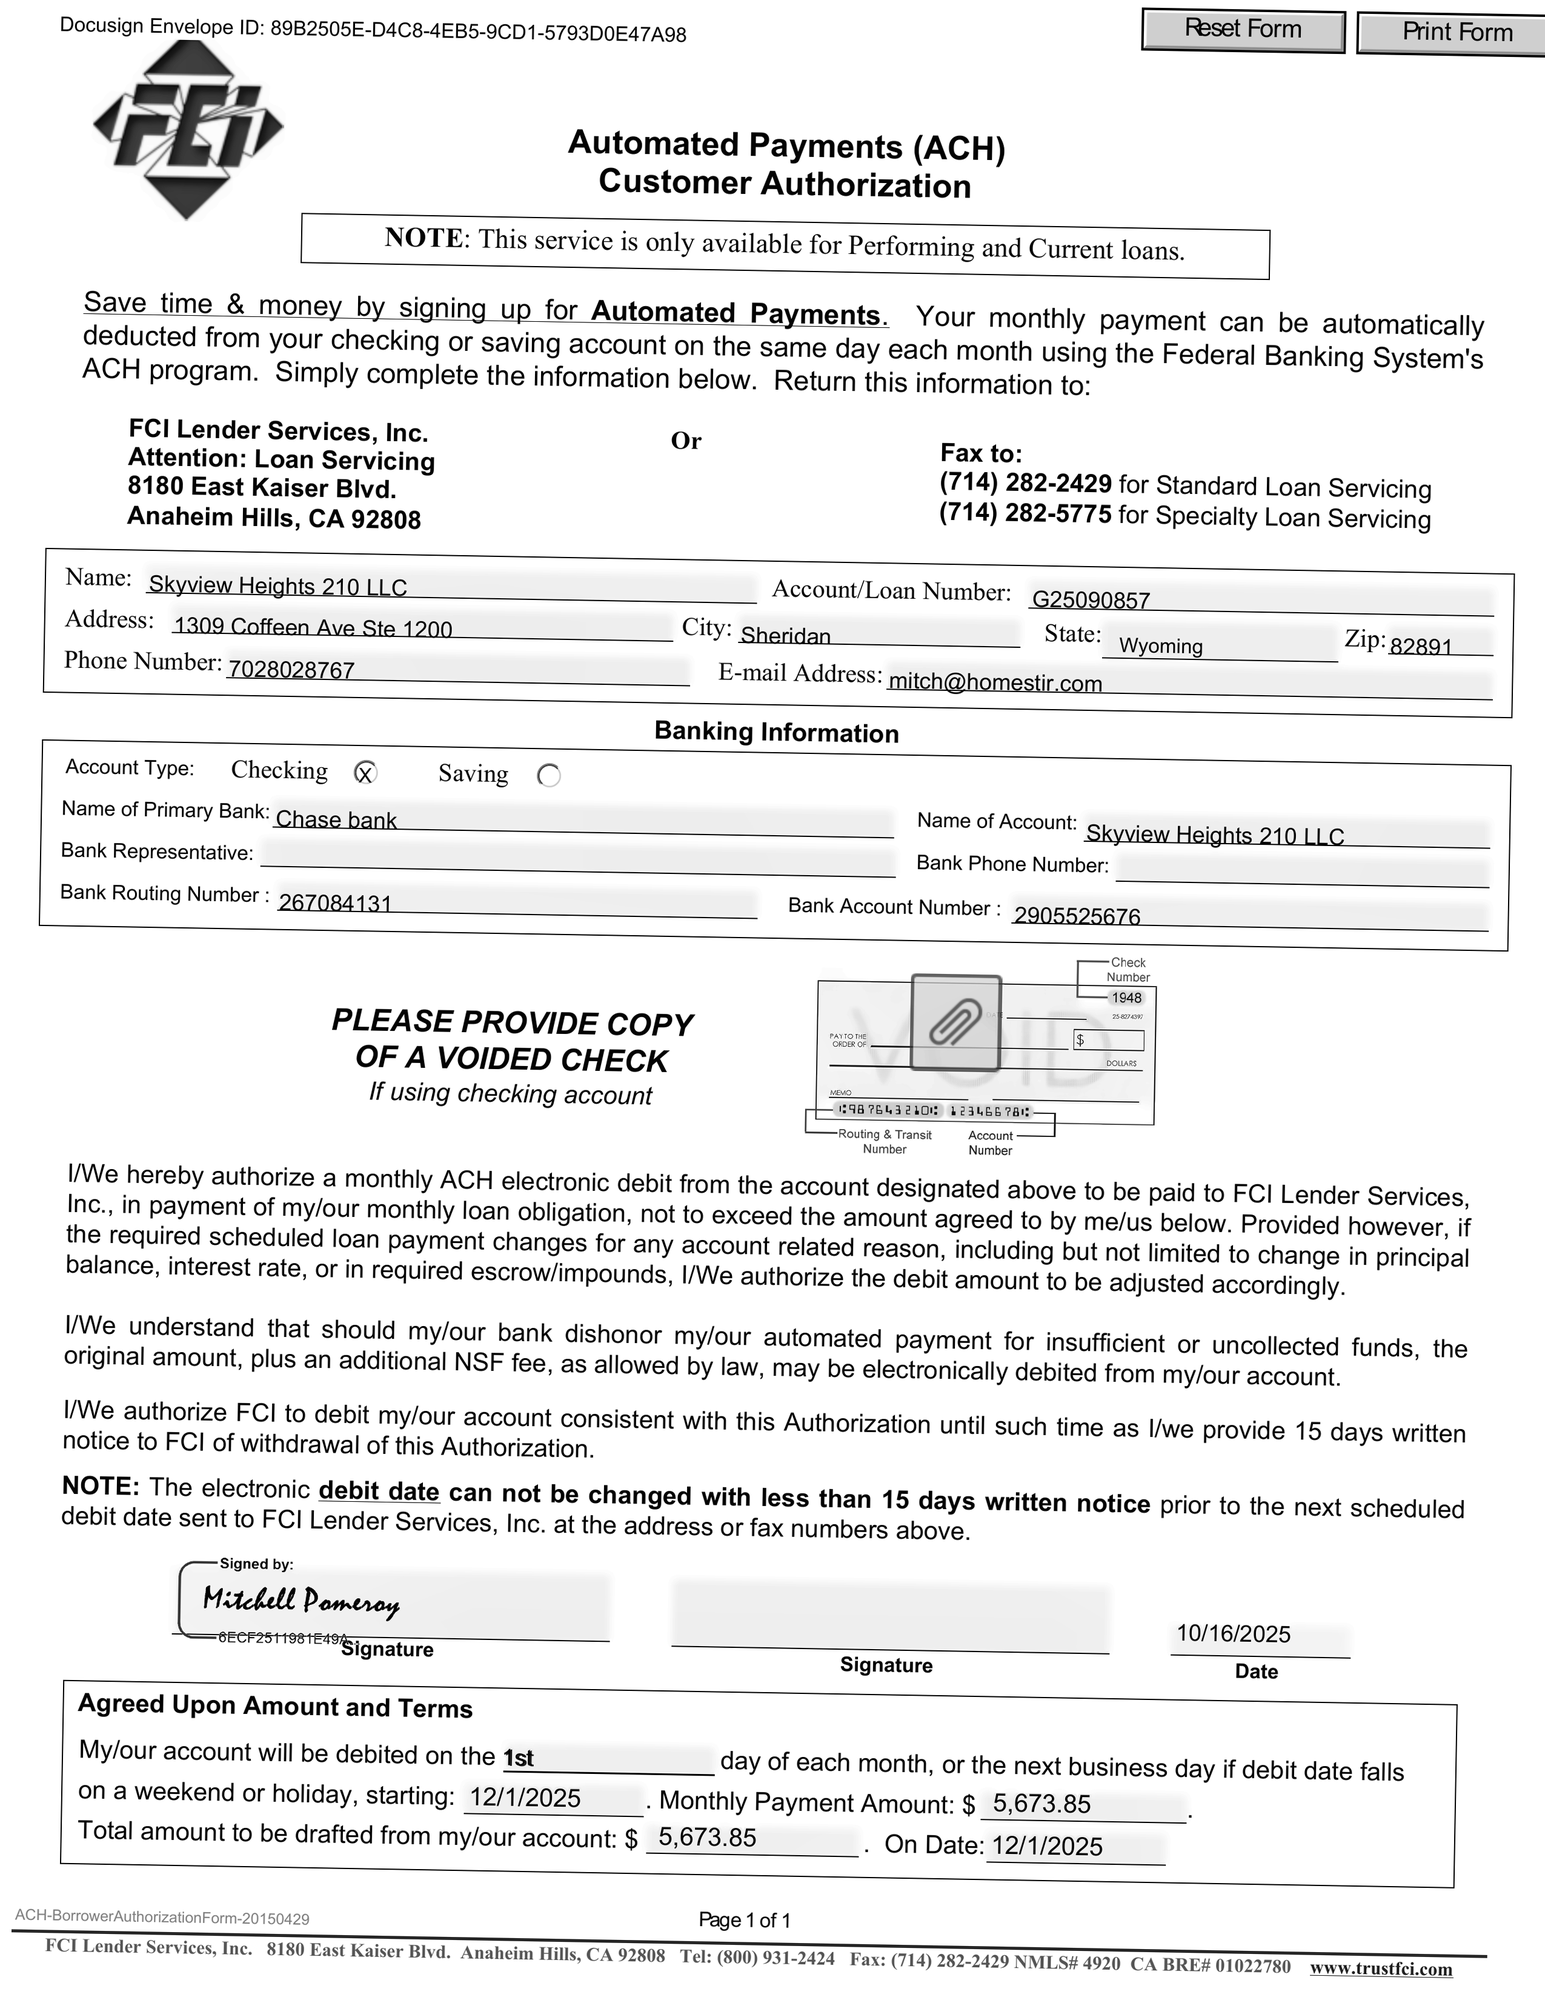 Docusign Envelope ID: 89B2505E-D4C8-4EB5-9CD1-5793D0E47A98
Reset Form Print Form
FCi
Automated Payments (ACH)
Customer Authorization
NOTE: This service is only available for Performing and Current loans.
Save time & money by signing up for Automated Payments. Your monthly payment can be automatically
deducted from your checking or saving account on the same day each month using the Federal Banking System's
ACH program. Simply complete the information below. Return this information to:
FCI Lender Services, Inc.
Attention: Loan Servicing
8180 East Kaiser Blvd.
Anaheim Hills, CA 92808
Or
Fax to:
(714) 282-2429 for Standard Loan Servicing
(714) 282-5775 for Specialty Loan Servicing
Name: Skyview Heights 210 LLC Account/Loan Number: G25090857
Address: 1309 Coffeen Ave Ste 1200 City: Sheridan State: Wyoming Zip: 82891
Phone Number: 7028028767 E-mail Address: mitch@homestir.com
Banking Information
Account Type: Checking X Saving
Name of Primary Bank: Chase bank Name of Account: Skyview Heights 210 LLC
Bank Representative: Bank Phone Number:
Bank Routing Number : 267084131 Bank Account Number : 2905525676
PLEASE PROVIDE COPY
OF A VOIDED CHECK
If using checking account
Check
Number
1948
25-8274397
DATE
VOID
PAY TO THE
ORDER OF
$
DOLLARS
MEMO
⑆987654321⑆ 123456678⑆
Routing & Transit
Number
Account
Number
I/We hereby authorize a monthly ACH electronic debit from the account designated above to be paid to FCI Lender Services,
Inc., in payment of my/our monthly loan obligation, not to exceed the amount agreed to by me/us below. Provided however, if
the required scheduled loan payment changes for any account related reason, including but not limited to change in principal
balance, interest rate, or in required escrow/impounds, I/We authorize the debit amount to be adjusted accordingly.
I/We understand that should my/our bank dishonor my/our automated payment for insufficient or uncollected funds, the
original amount, plus an additional NSF fee, as allowed by law, may be electronically debited from my/our account.
I/We authorize FCI to debit my/our account consistent with this Authorization until such time as I/we provide 15 days written
notice to FCI of withdrawal of this Authorization.
NOTE: The electronic debit date can not be changed with less than 15 days written notice prior to the next scheduled
debit date sent to FCI Lender Services, Inc. at the address or fax numbers above.
Signed by:
Mitchell Pomeroy
6ECF2511981E49A...
Signature
Signature
10/16/2025
Date
Agreed Upon Amount and Terms
My/our account will be debited on the 1st day of each month, or the next business day if debit date falls
on a weekend or holiday, starting: 12/1/2025 . Monthly Payment Amount: $ 5,673.85 .
Total amount to be drafted from my/our account: $ 5,673.85 . On Date: 12/1/2025
ACH-BorrowerAuthorizationForm-20150429
Page 1 of 1
FCI Lender Services, Inc. 8180 East Kaiser Blvd. Anaheim Hills, CA 92808 Tel: (800) 931-2424 Fax: (714) 282-2429 NMLS# 4920 CA BRE# 01022780 www.trustfci.com